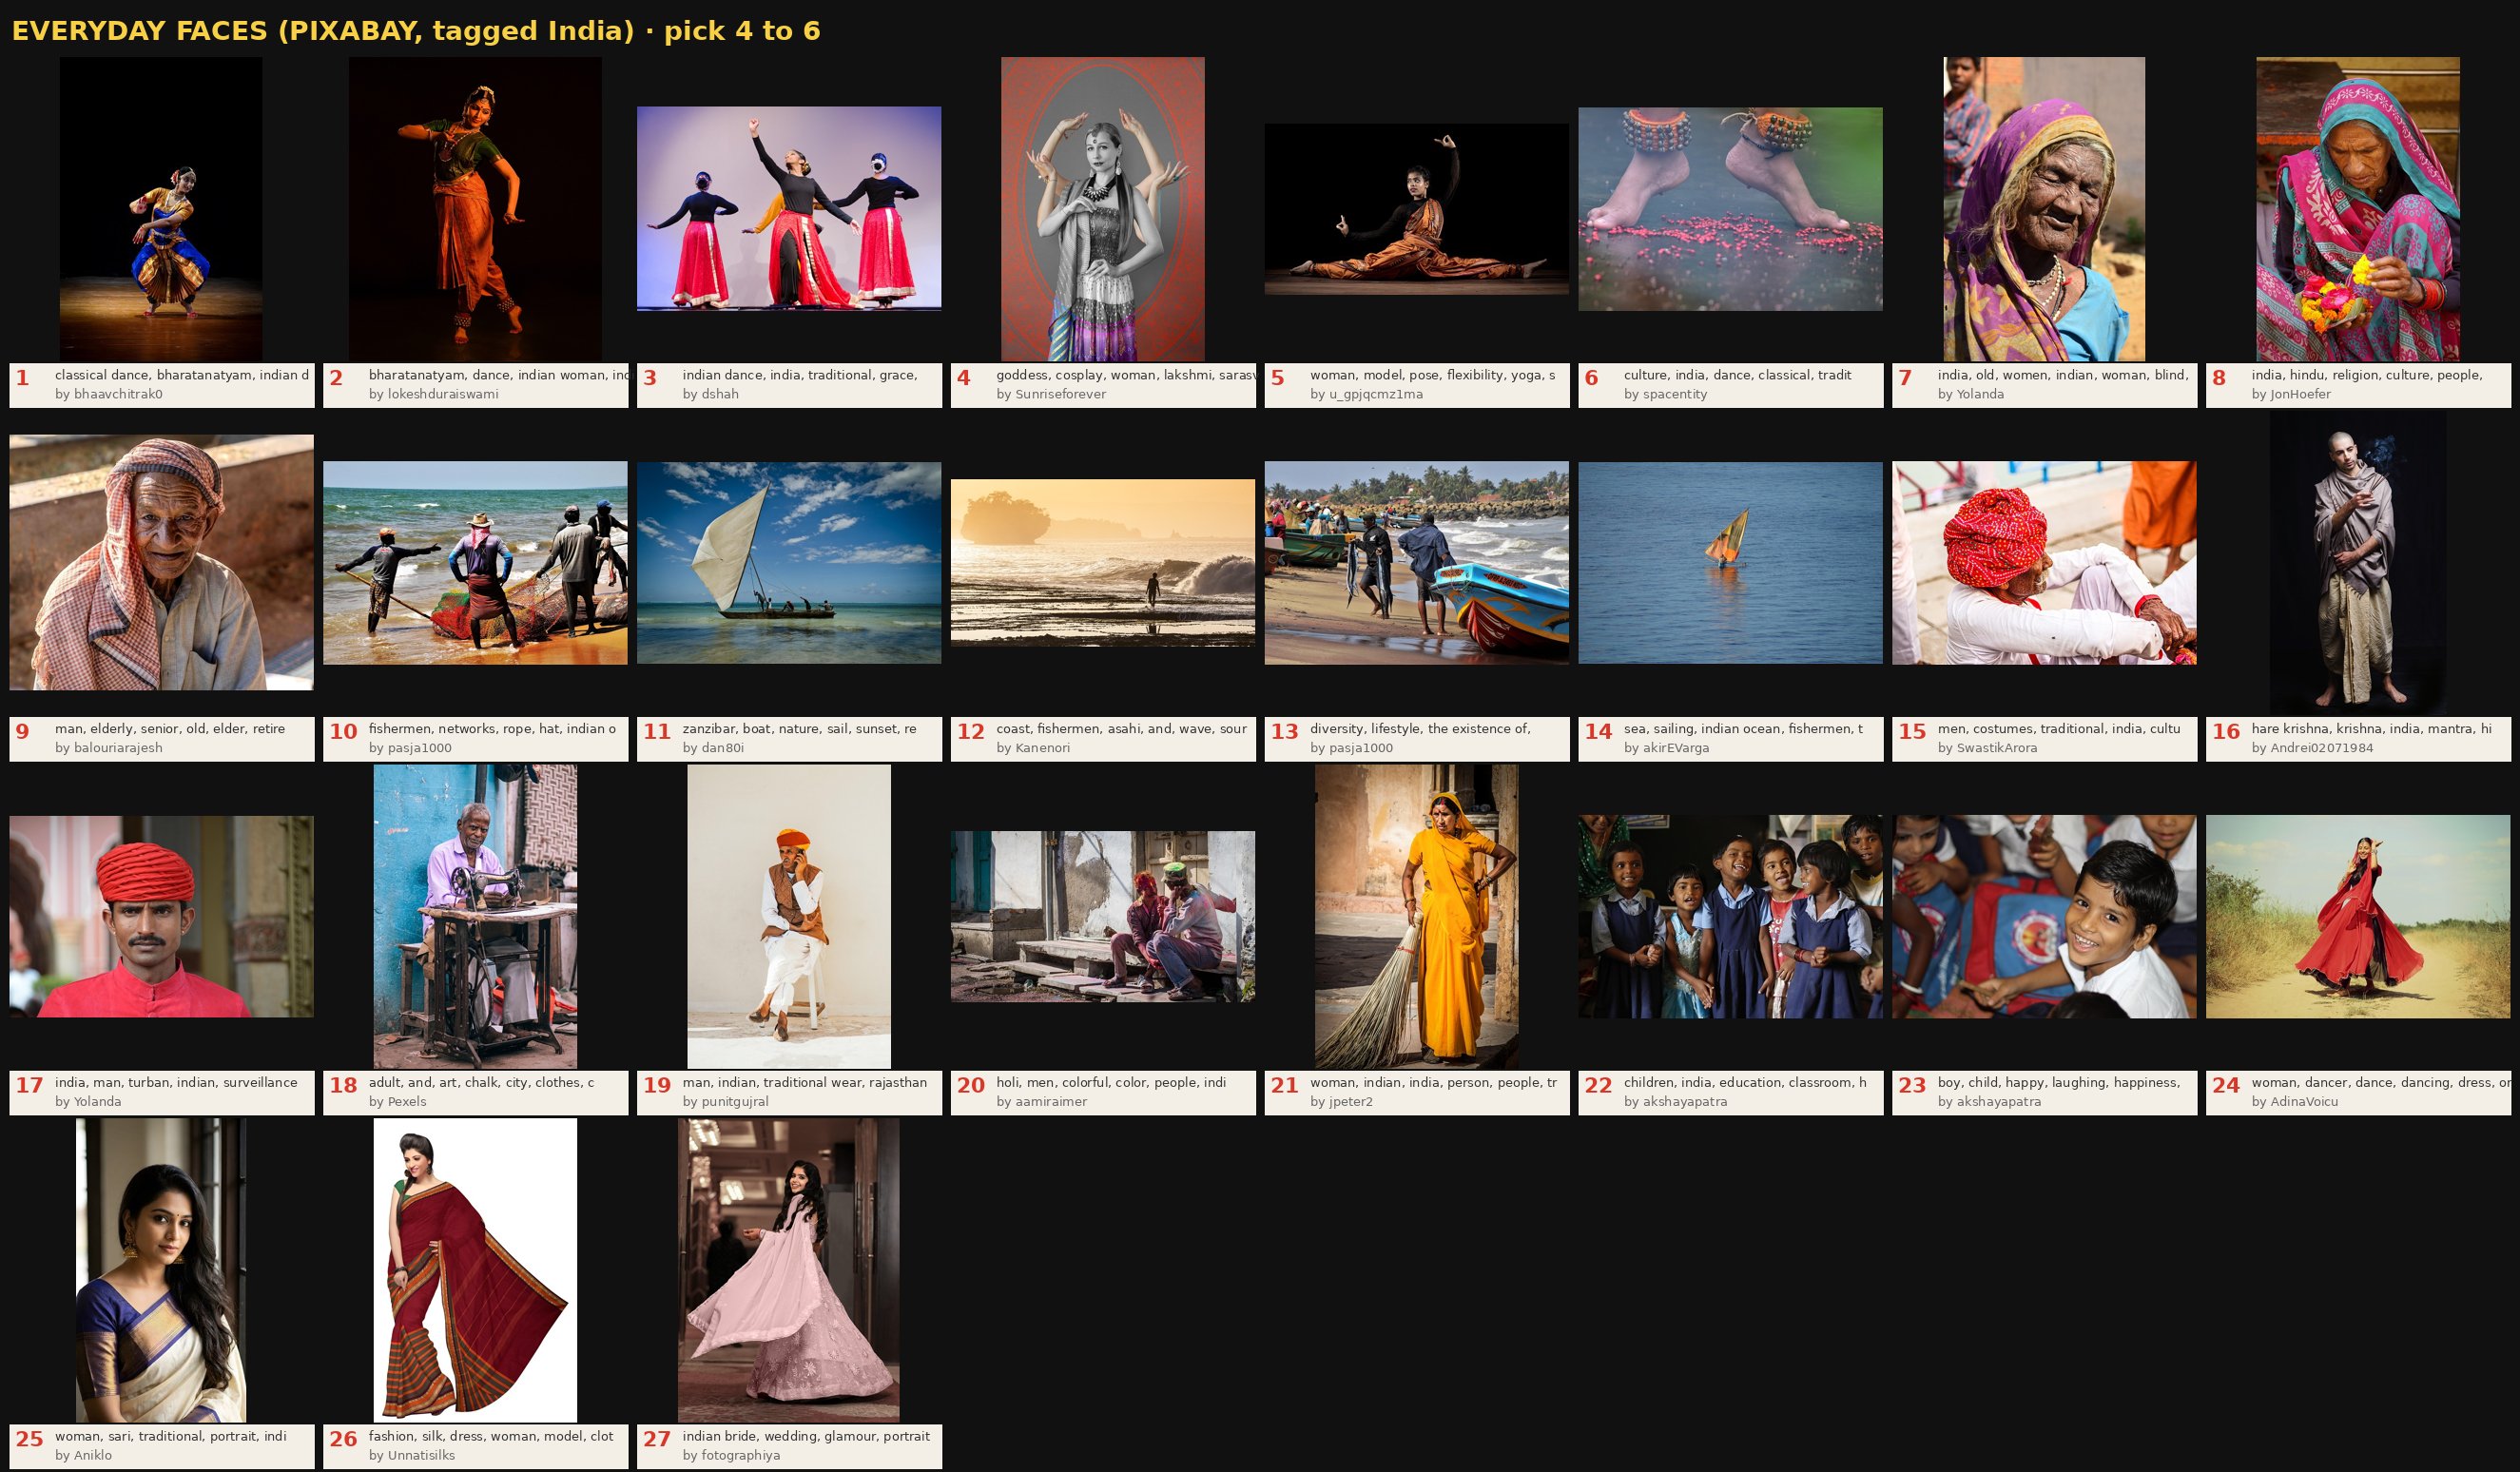 EVERYDAY FACES (PIXABAY, tagged India) · pick 4 to 6
1 classical dance, bharatanatyam, indian d
by bhaavchitrak0
2 bharatanatyam, dance, indian woman, ind
by lokeshduraiswami
3 indian dance, india, traditional, grace,
by dshah
4 goddess, cosplay, woman, lakshmi, sarasv
by Sunriseforever
5 woman, model, pose, flexibility, yoga, s
by u_gpjqcmz1ma
6 culture, india, dance, classical, tradit
by spacentity
7 india, old, women, indian, woman, blind,
by Yolanda
8 india, hindu, religion, culture, people,
by JonHoefer
9 man, elderly, senior, old, elder, retire
by balouriarajesh
10 fishermen, networks, rope, hat, indian o
by pasja1000
11 zanzibar, boat, nature, sail, sunset, re
by dan80i
12 coast, fishermen, asahi, and, wave, sour
by Kanenori
13 diversity, lifestyle, the existence of,
by pasja1000
14 sea, sailing, indian ocean, fishermen, t
by akirEVarga
15 men, costumes, traditional, india, cultu
by SwastikArora
16 hare krishna, krishna, india, mantra, hi
by Andrei02071984
17 india, man, turban, indian, surveillance
by Yolanda
18 adult, and, art, chalk, city, clothes, c
by Pexels
19 man, indian, traditional wear, rajasthan
by punitgujral
20 holi, men, colorful, color, people, indi
by aamiraimer
21 woman, indian, india, person, people, tr
by jpeter2
22 children, india, education, classroom, h
by akshayapatra
23 boy, child, happy, laughing, happiness,
by akshayapatra
24 woman, dancer, dance, dancing, dress, or
by AdinaVoicu
25 woman, sari, traditional, portrait, indi
by Aniklo
26 fashion, silk, dress, woman, model, clot
by Unnatisilks
27 indian bride, wedding, glamour, portrait
by fotographiya